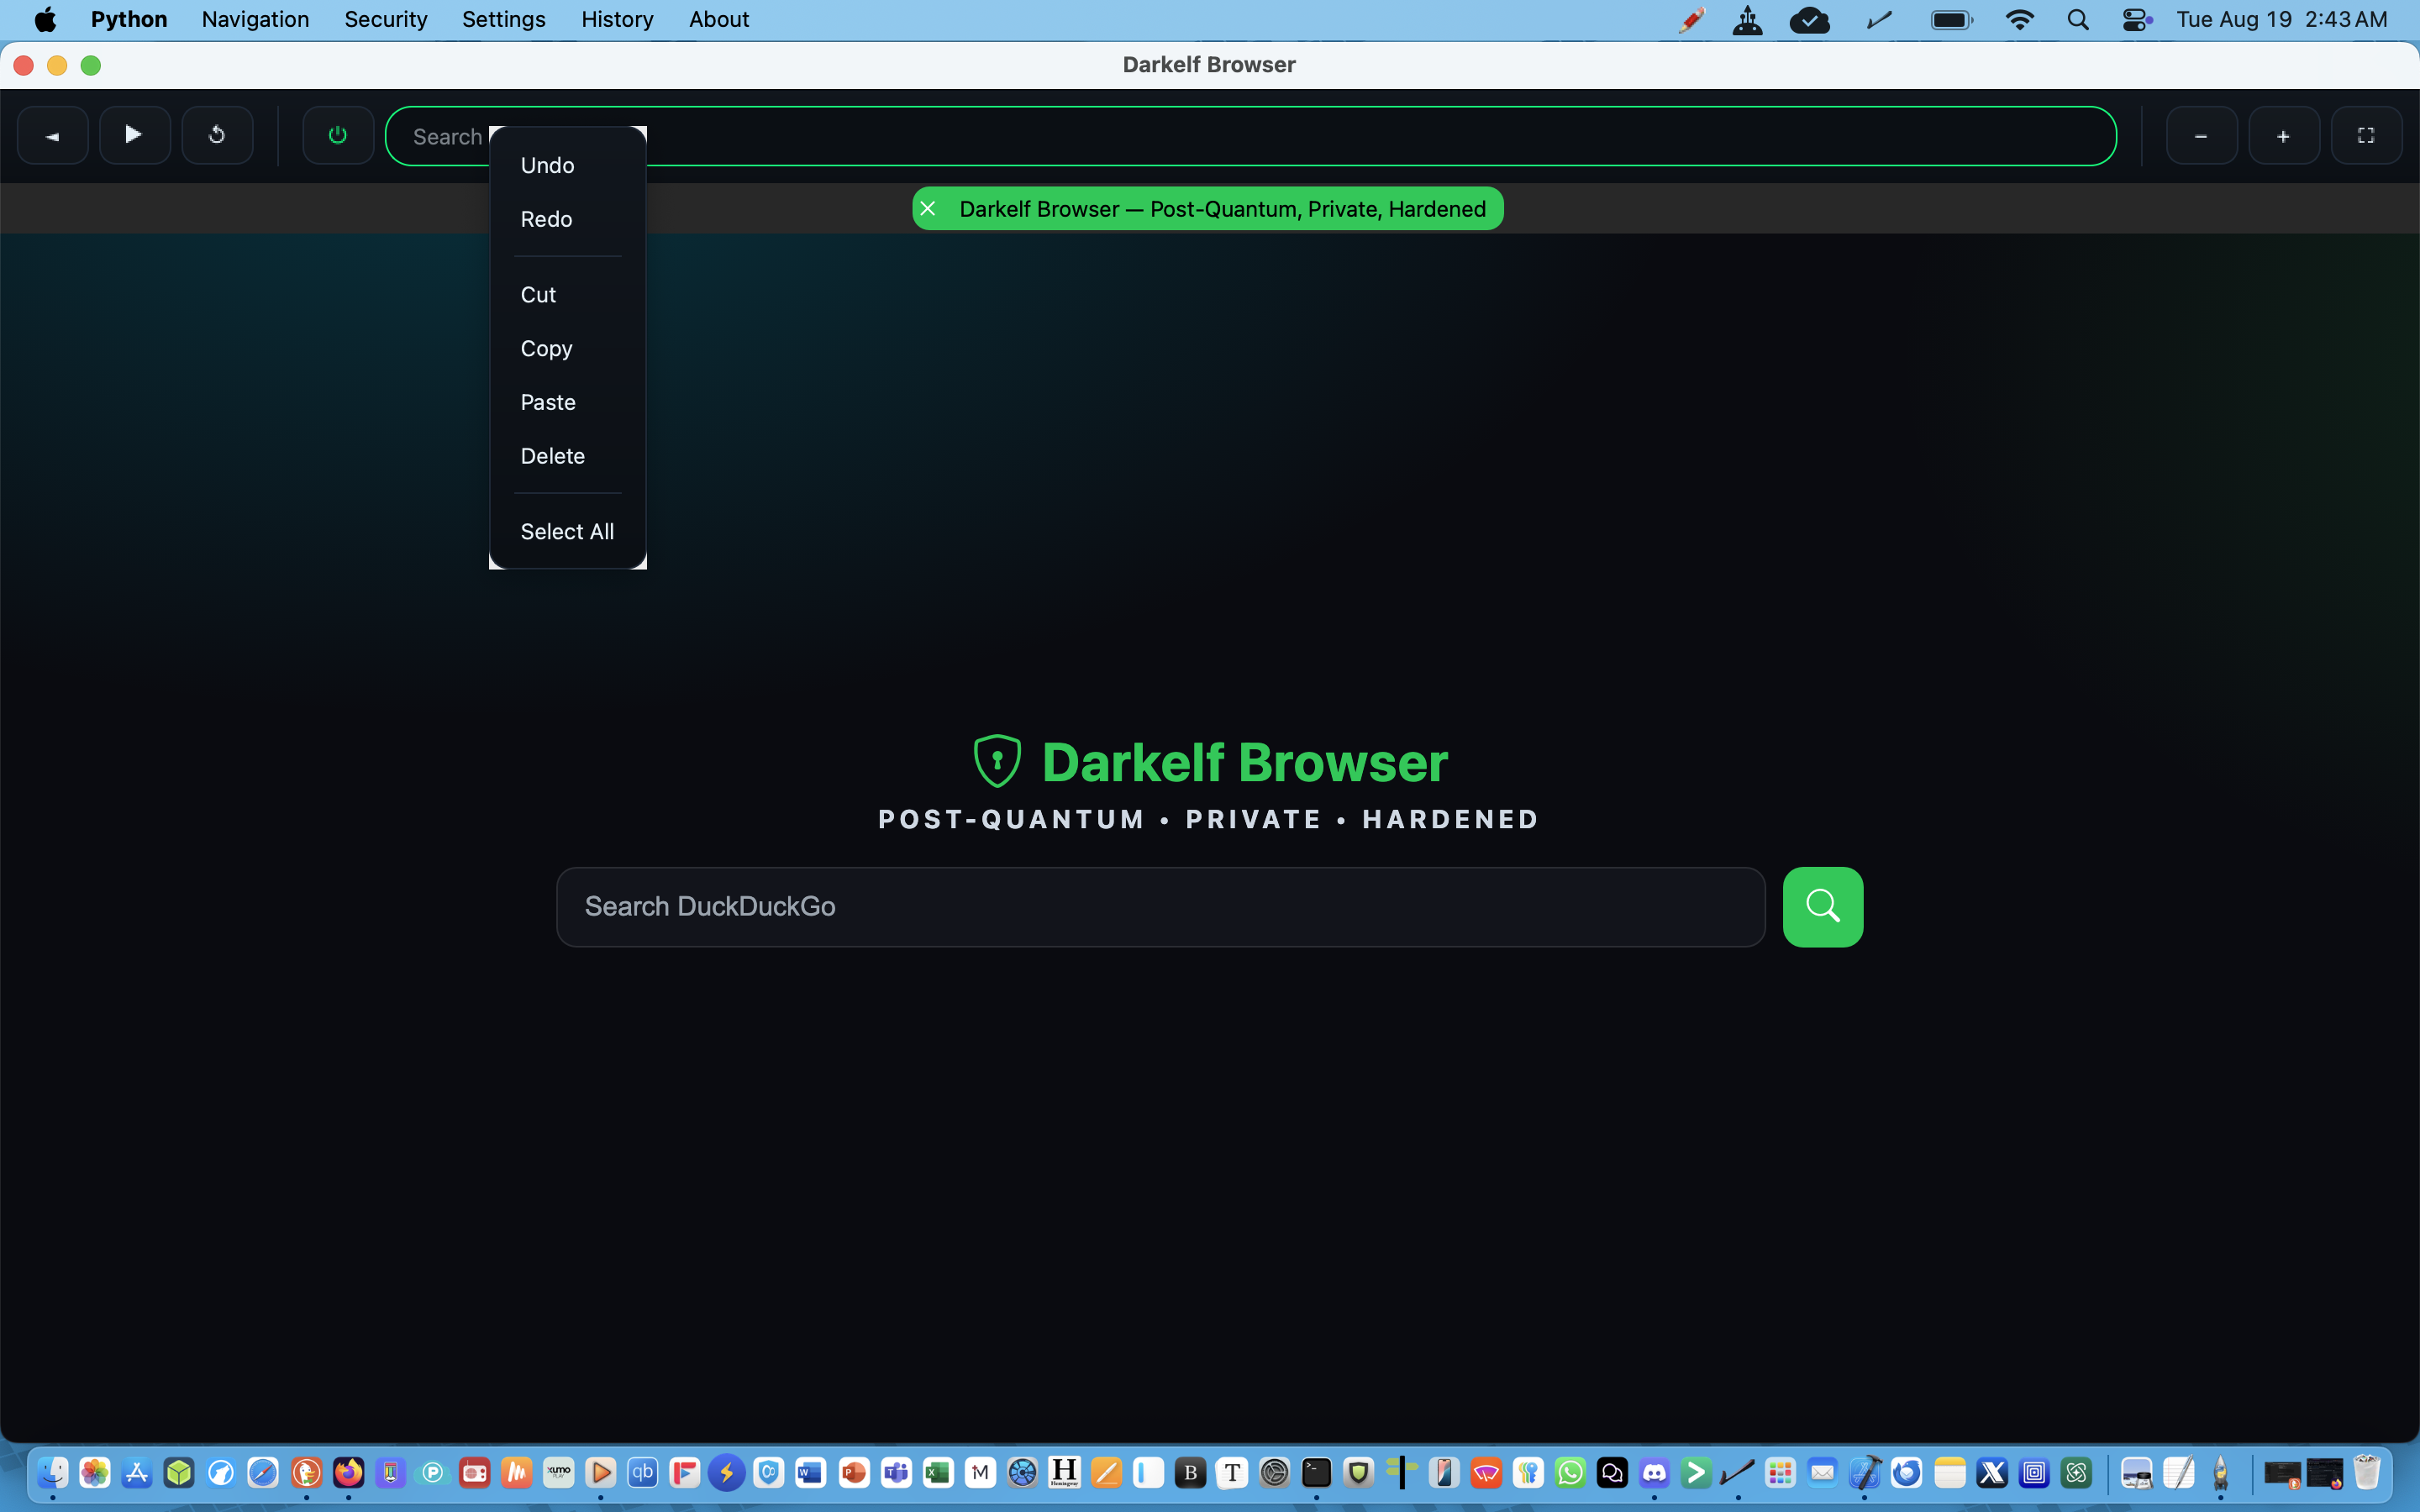 Python Navigation Security Settings History About Tue Aug 19 2:43 AM
Darkelf Browser
Search
Undo
Redo
Cut
Copy
Paste
Delete
Select All
Darkelf Browser — Post-Quantum, Private, Hardened
Darkelf Browser
POST-QUANTUM • PRIVATE • HARDENED
Search DuckDuckGo